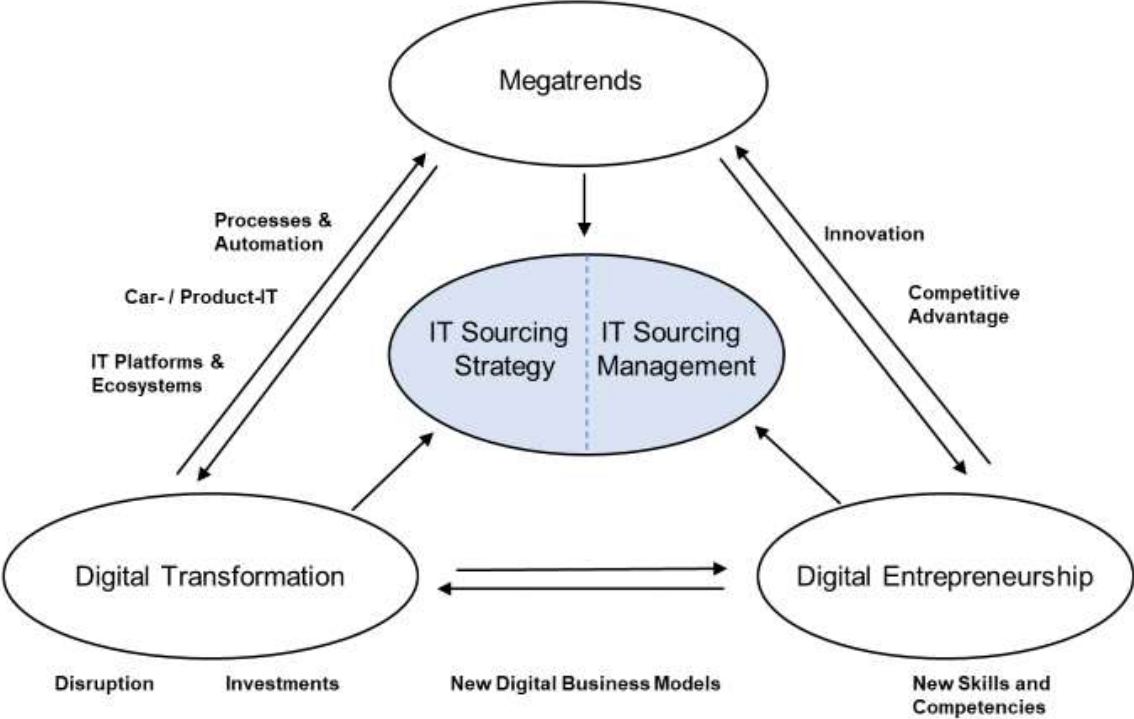 Megatrends
Processes &
Automation
Innovation
Car- / Product-IT
Competitive
Advantage
IT Sourcing
Strategy
IT Sourcing
Management
IT Platforms &
Ecosystems
Digital Transformation
Digital Entrepreneurship
Disruption
Investments
New Digital Business Models
New Skills and
Competencies